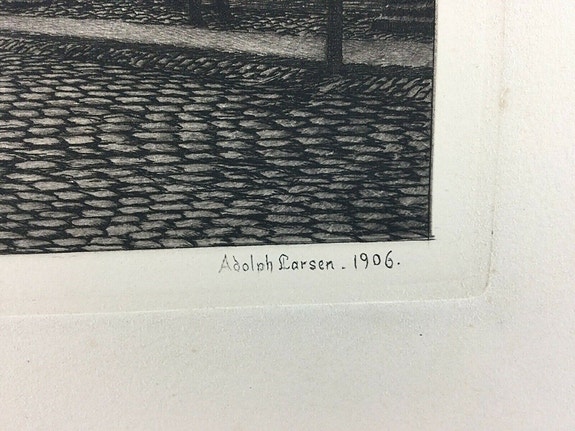 Adolph Larsen - 1906.